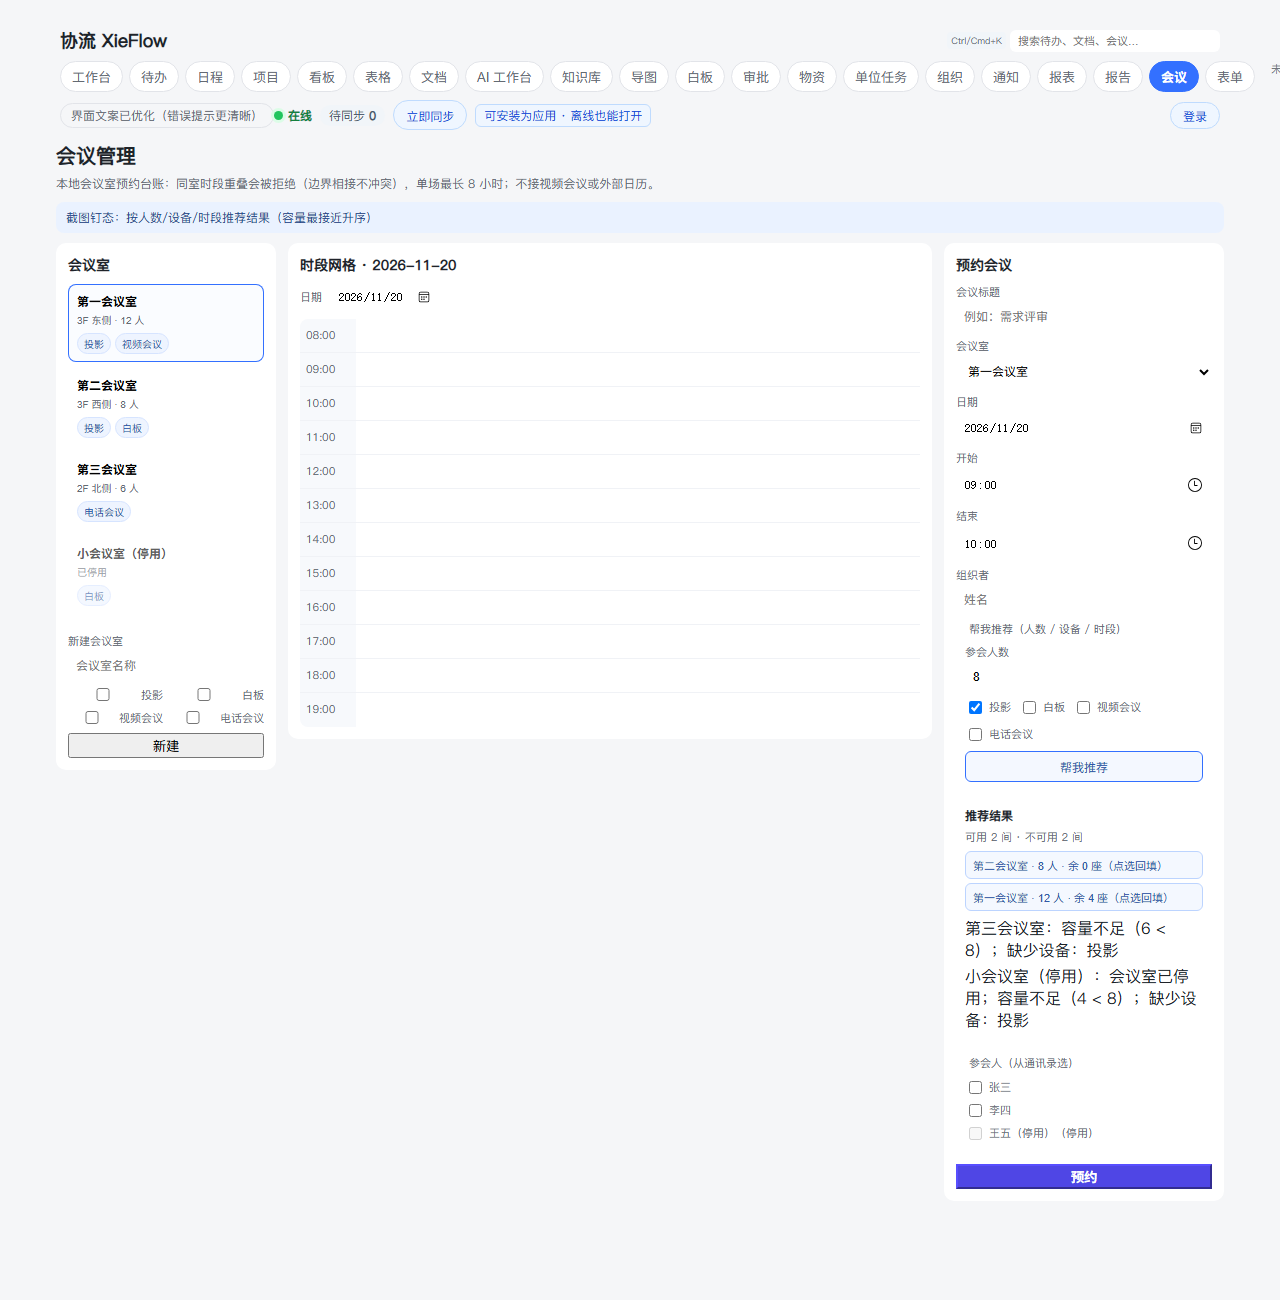 协流 XieFlow
Ctrl/Cmd+K
搜索待办、文档、会议...
工作台 待办 日程 项目 看板 表格 文档 AI 工作台 知识库 导图 白板 审批 物资 单位任务 组织 通知 报表 报告 会议 表单
界面文案已优化（错误提示更清晰） 在线 待同步 0 立即同步 可安装为应用 · 离线也能打开 登录
会议管理
本地会议室预约台账：同室时段重叠会被拒绝（边界相接不冲突），单场最长 8 小时；不接视频会议或外部日历。
截图钉态：按人数/设备/时段推荐结果（容量最接近升序）
会议室
第一会议室
3F 东侧 · 12 人
投影 视频会议
第二会议室
3F 西侧 · 8 人
投影 白板
第三会议室
2F 北侧 · 6 人
电话会议
小会议室（停用）
已停用
白板
新建会议室
会议室名称
投影 白板
视频会议 电话会议
新建
时段网格 · 2026-11-20
日期 2026/11/20
08:00
09:00
10:00
11:00
12:00
13:00
14:00
15:00
16:00
17:00
18:00
19:00
预约会议
会议标题
例如：需求评审
会议室
第一会议室
日期
2026/11/20
开始
09:00
结束
10:00
组织者
姓名
帮我推荐（人数 / 设备 / 时段）
参会人数
8
投影 白板 视频会议
电话会议
帮我推荐
推荐结果
可用 2 间 · 不可用 2 间
第二会议室 · 8 人 · 余 0 座（点选回填）
第一会议室 · 12 人 · 余 4 座（点选回填）
第三会议室：容量不足（6 <
8）；缺少设备：投影
小会议室（停用）：会议室已停
用；容量不足（4 < 8）；缺少设
备：投影
参会人（从通讯录选）
张三
李四
王五（停用）（停用）
预约